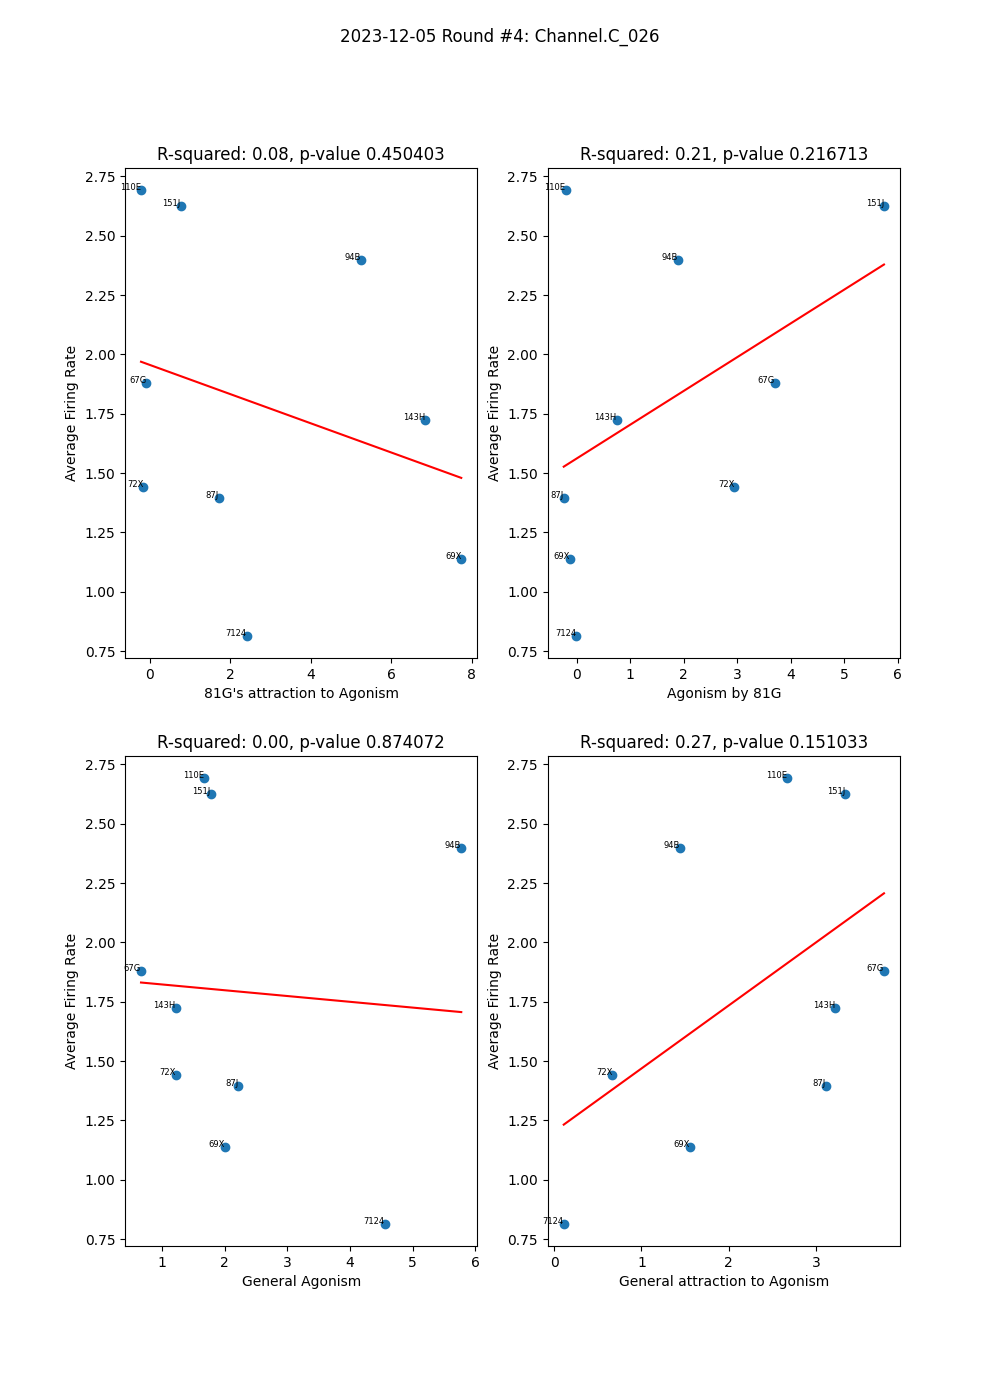 2023-12-05 Round #4: Channel.C_026
R-squared: 0.08, p-value 0.450403
R-squared: 0.21, p-value 0.216713
2.75
2.50
2.25
2.00
1.75
1.50
1.25
1.00
0.75
Average Firing Rate
110E
151J
94B
67G
143H
72X
87J
69X
7124
0
2
4
6
8
81G's attraction to Agonism
2.75
2.50
2.25
2.00
1.75
1.50
1.25
1.00
0.75
Average Firing Rate
110E
151J
94B
67G
143H
72X
87J
69X
7124
0
1
2
3
4
5
6
Agonism by 81G
R-squared: 0.00, p-value 0.874072
R-squared: 0.27, p-value 0.151033
2.75
2.50
2.25
2.00
1.75
1.50
1.25
1.00
0.75
Average Firing Rate
110E
151J
94B
67G
143H
72X
87J
69X
7124
1
2
3
4
5
6
General Agonism
2.75
2.50
2.25
2.00
1.75
1.50
1.25
1.00
0.75
Average Firing Rate
110E
151J
94B
67G
143H
72X
87J
69X
7124
0
1
2
3
General attraction to Agonism